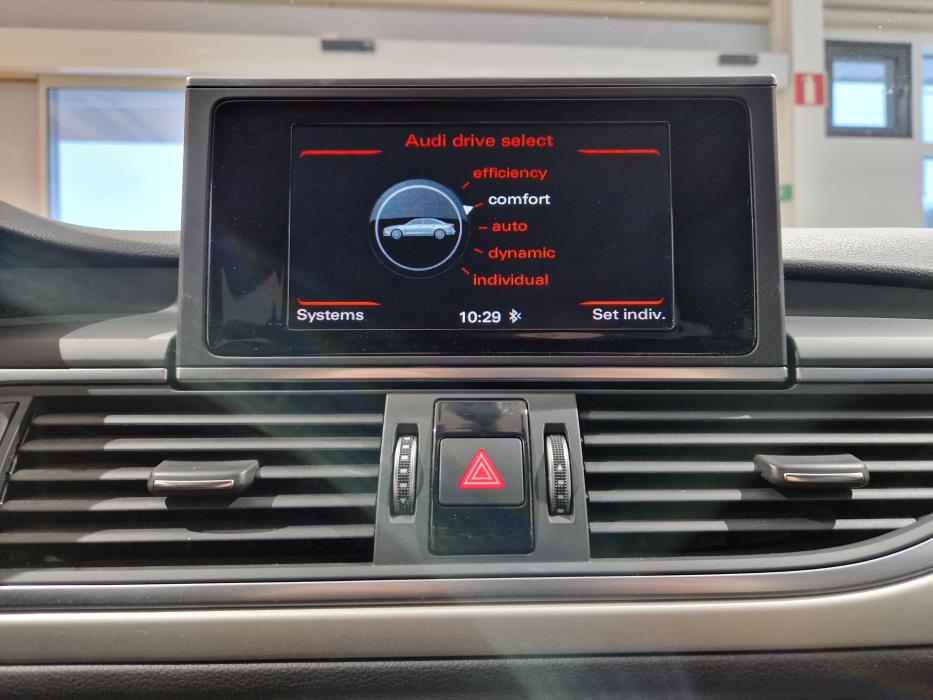 Audi drive select
efficiency
comfort
auto
dynamic
individual
Systems 10:29 Set indiv.